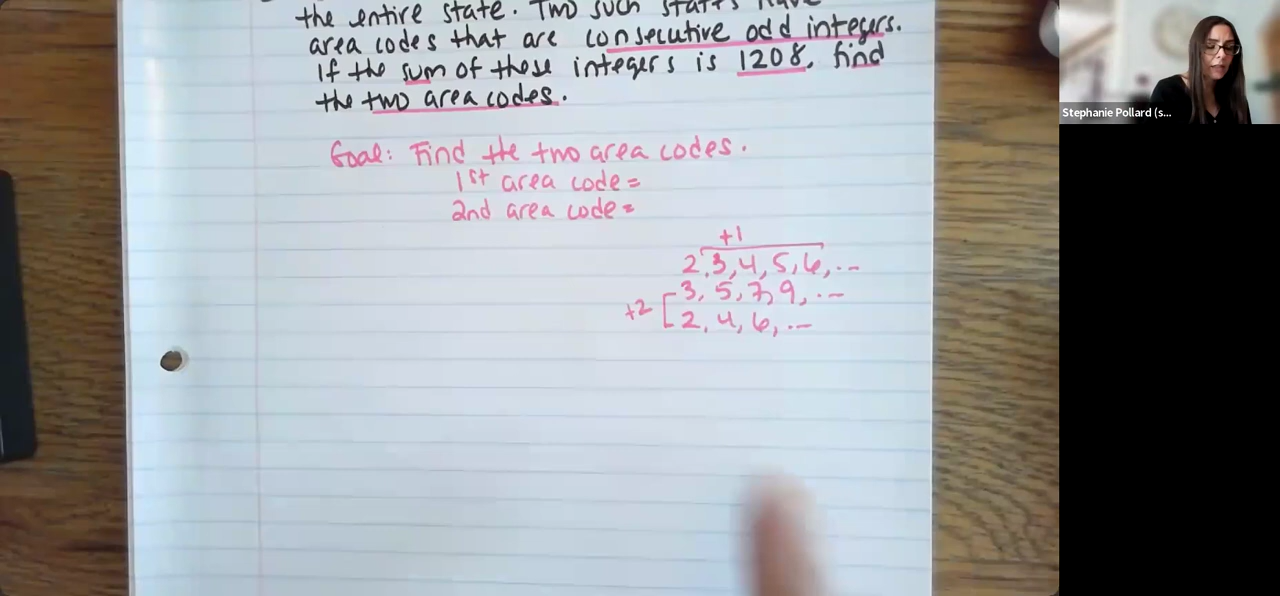 the entire state. Two such states have
area codes that are consecutive odd integers.
If the sum of these integers is 1208, find
the two area codes.
Goal: Find the two area codes.
1st area code =
2nd area code =
+1
2, 3, 4, 5, 6, ...
3, 5, 7, 9, ...
+2
2, 4, 6, ...
Stephanie Pollard (s...